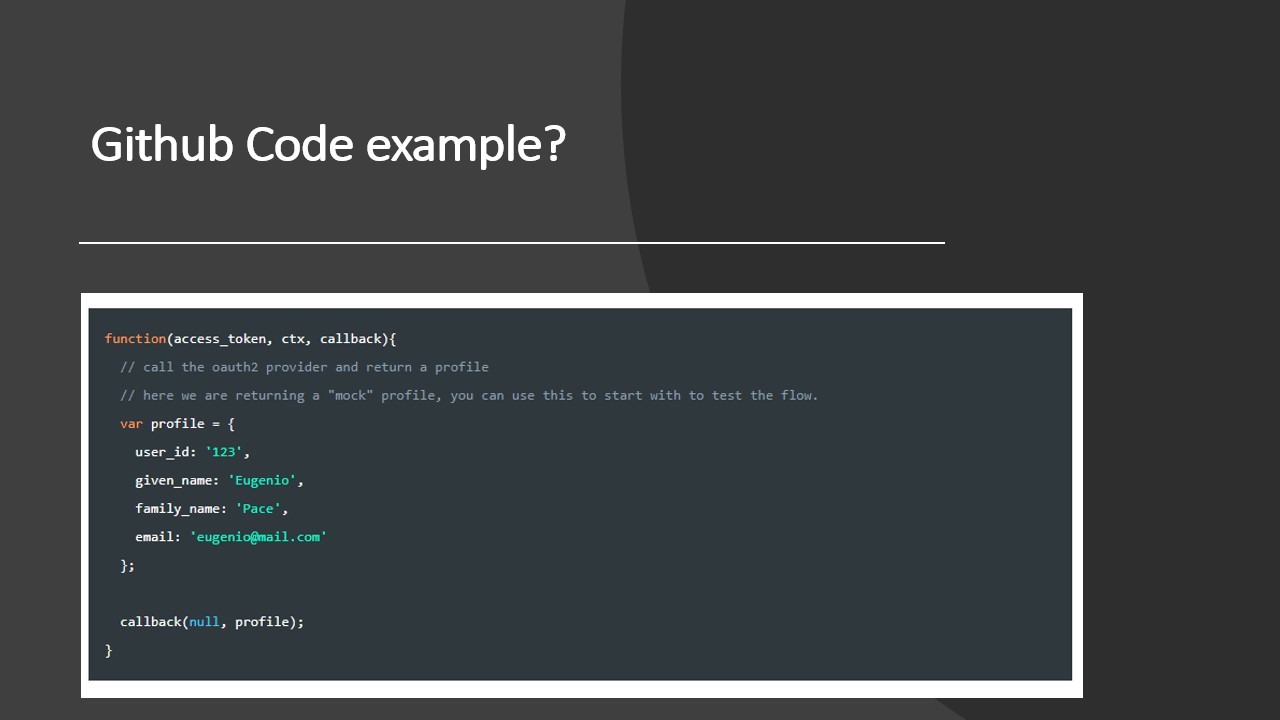 Github Code example?
function(access_token, ctx, callback){
// call the oauth2 provider and return a profile
// here we are returning a "mock" profile, you can use this to start with to test the flow.
var profile = {
user_id: '123',
given_name: 'Eugenio',
family_name: 'Pace',
email: 'eugenio@mail.com'
};
callback(null, profile);
}